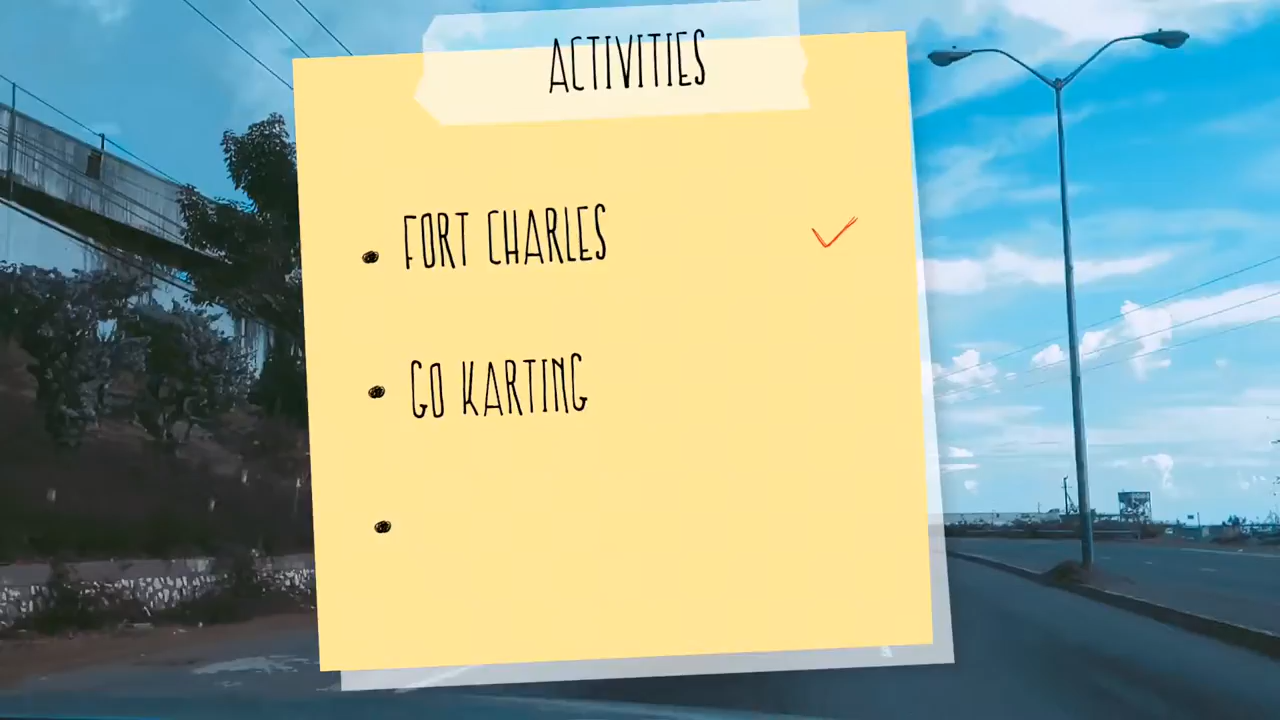 ACTIVITIES
• FORT CHARLES ✓
• GO KARTING
•